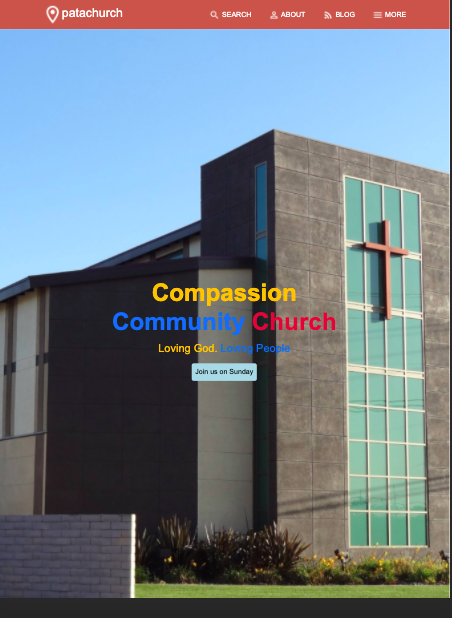 patachurch
SEARCH
ABOUT
BLOG
MORE
Compassion
Community Church
Loving God. Loving People.
Join us on Sunday